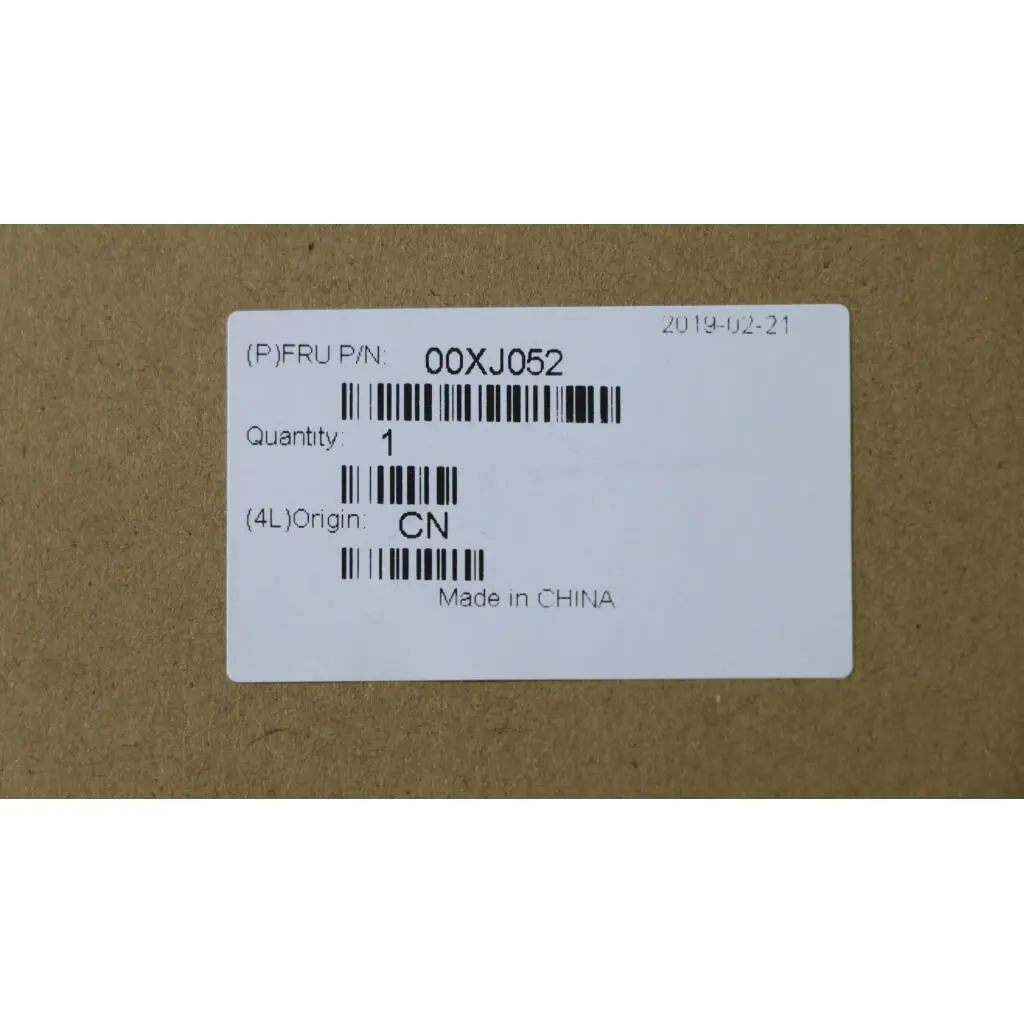 2019-02-21
(P)FRU P/N: 00XJ052
Quantity: 1
(4L)Origin: CN
Made in CHINA